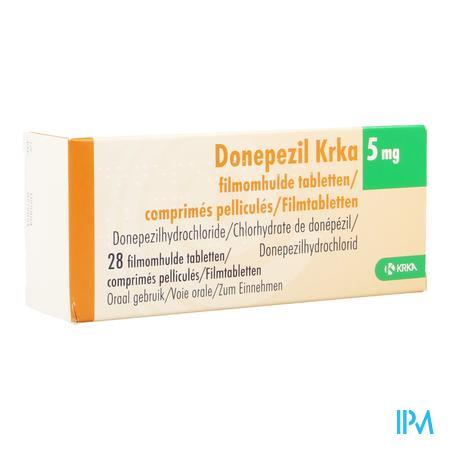 Donepezil Krka 5 mg
filmomhulde tabletten/
comprimés pelliculés/Filmtabletten
Donepezilhydrochloride/Chlorhydrate de donépézil/
Donepezilhydrochlorid
28 filmomhulde tabletten/
comprimés pelliculés/Filmtabletten
Oraal gebruik/Voie orale/Zum Einnehmen
KRKA
IPM